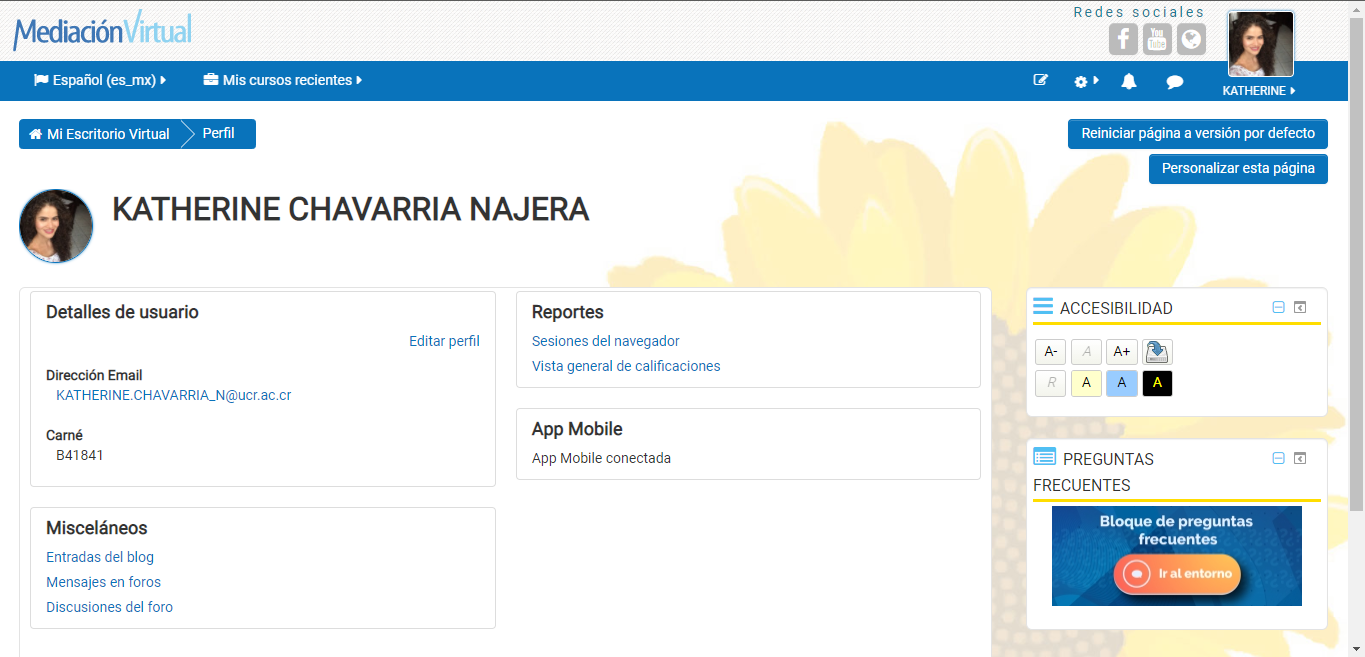 Redes sociales
MediaciónVirtual
You
Tube
Español (es_mx)
Mis cursos recientes
KATHERINE
Mi Escritorio Virtual
Perfil
Reiniciar página a versión por defecto
Personalizar esta página
KATHERINE CHAVARRIA NAJERA
Detalles de usuario
Editar perfil
Dirección Email
KATHERINE.CHAVARRIA_N@ucr.ac.cr
Carné
B41841
Misceláneos
Entradas del blog
Mensajes en foros
Discusiones del foro
Reportes
Sesiones del navegador
Vista general de calificaciones
App Mobile
App Mobile conectada
ACCESIBILIDAD
A- A A+
R A A A
PREGUNTAS
FRECUENTES
Bloque de preguntas
frecuentes
Ir al entorno